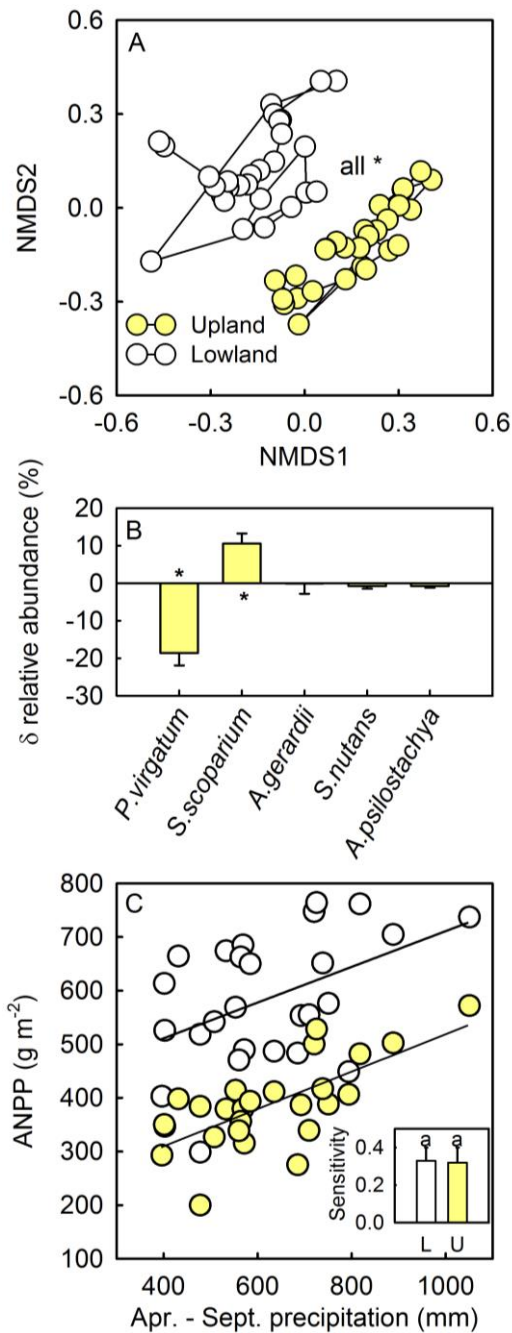 0.6
A
0.3
all *
0.0
NMDS2
-0.3
Upland
Lowland
-0.6
-0.6 -0.3 0.0 0.3 0.6
NMDS1
δ relative abundance (%)
20
B
10
0
* *
-10
-20
-30
P.virgatum
S.scoparium
A.gerardii
S.nutans
A.psilostachya
800
C
700
600
500
400
300
200
100
ANPP (g m-2)
Sensitivity
a a
0.4
0.2
0.0
L U
400 600 800 1000
Apr. - Sept. precipitation (mm)